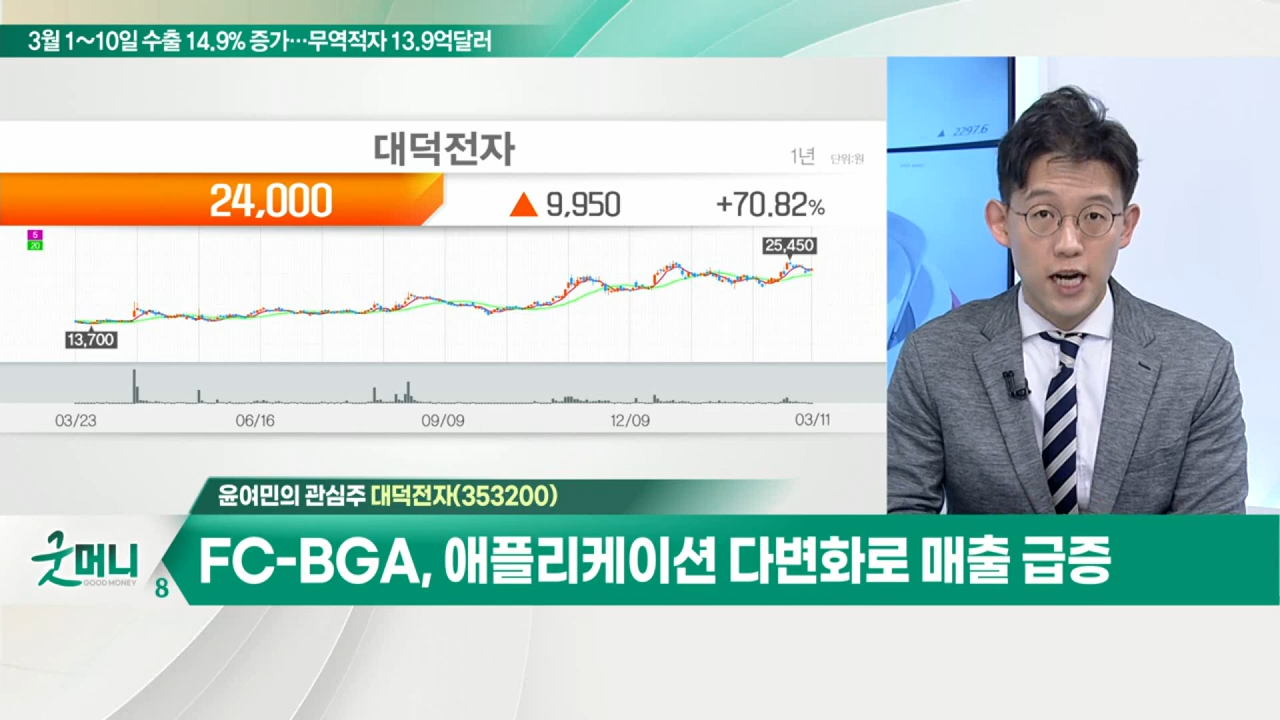 3월 1~10일 수출 14.9% 증가…무역적자 13.9억달러
▲ 2297.6
대덕전자
1년 단위:원
24,000 ▲ 9,950 +70.82%
5
20
25,450
13,700
03/23 06/16 09/09 12/09 03/11
윤여민의 관심주 대덕전자(353200)
굿머니
GOOD MONEY
8
FC-BGA, 애플리케이션 다변화로 매출 급증